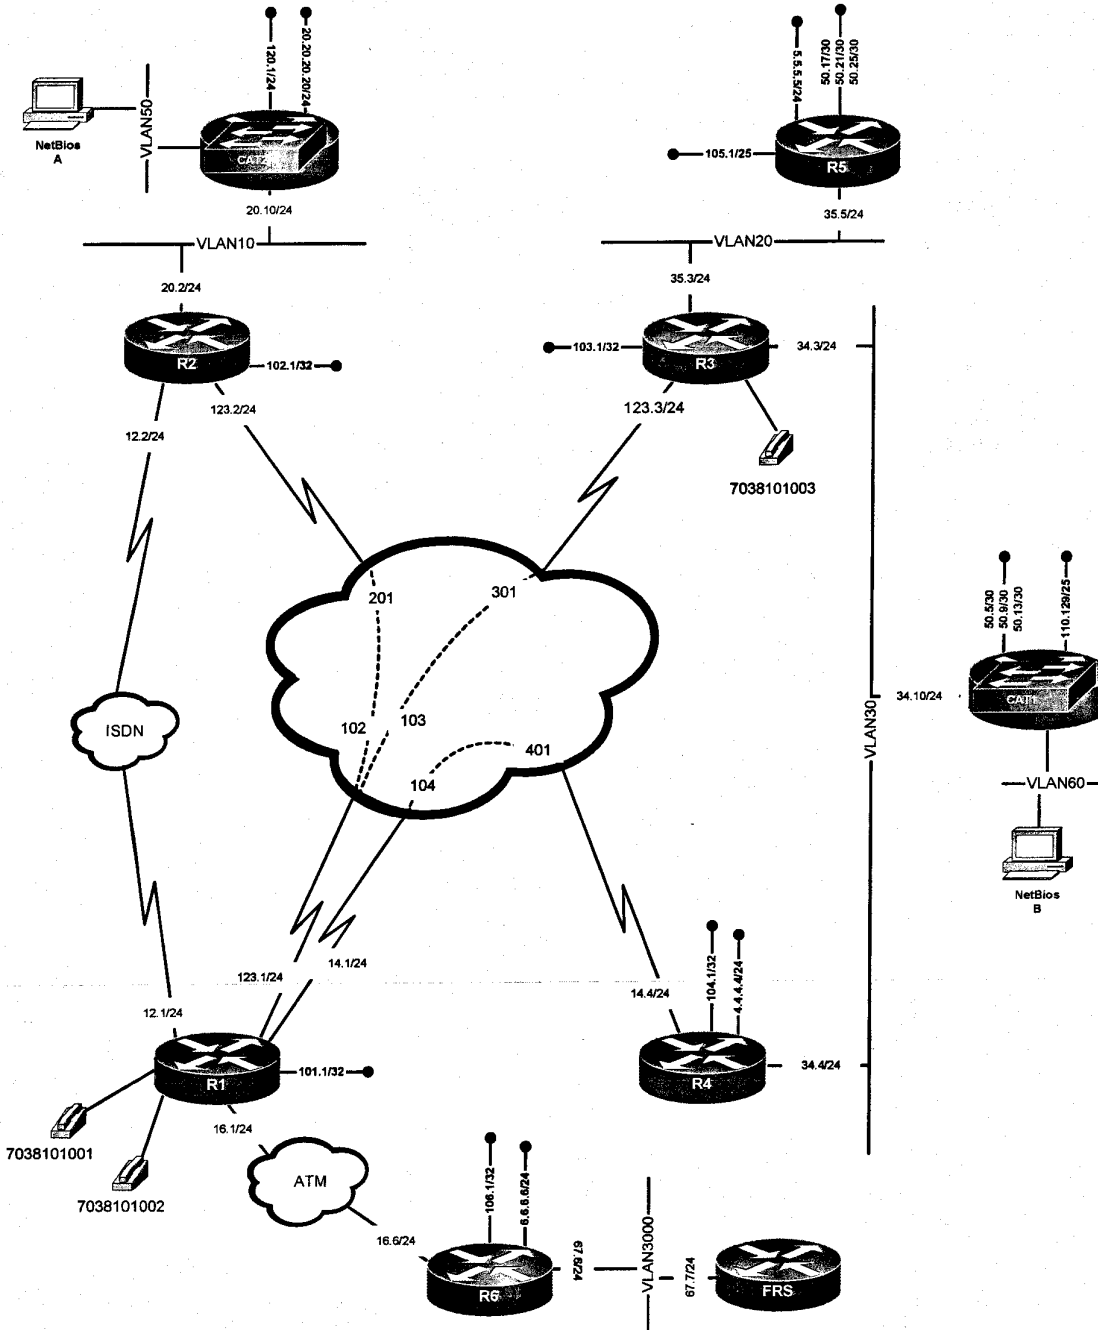 120.1/24
20.20.20.20/24
5.5.5.5/24
50.17/30
50.21/30
50.25/30
NetBios
A
VLAN50
CAT2
105.1/25
R5
20.10/24
35.5/24
VLAN10
VLAN20
20.2/24
35.3/24
R2
102.1/32
103.1/32
R3
34.3/24
123.2/24
123.3/24
12.2/24
7038101003
201
301
50.5/30
50.9/30
50.13/30
110.129/25
34.10/24
CAT1
VLAN30
ISDN
102
103
401
104
VLAN60
NetBios
B
123.1/24
14.1/24
104.1/32
4.4.4.4/24
14.4/24
12.1/24
R1
101.1/32
R4
34.4/24
16.1/24
7038101001
7038101002
ATM
106.1/32
6.6.6.6/24
16.6/24
R6
67.6/24
VLAN3000
67.7/24
FRS